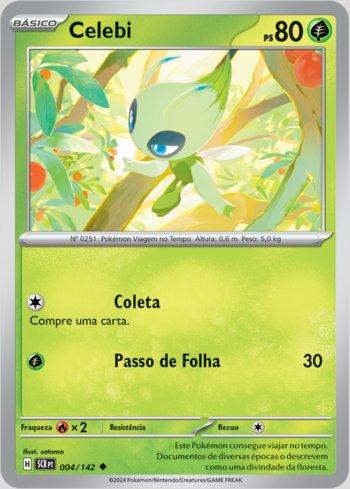 BÁSICO
Celebi
PS 80
Nº 0251 Pokémon Viagem no Tempo Altura: 0,6 m Peso: 5,0 kg
Coleta
Compre uma carta.
Passo de Folha 30
Fraqueza ×2 Resistência Recuo
Ilust. satoma
H SCR PT 004/142
Este Pokémon consegue viajar no tempo.
Documentos de diversas épocas o descrevem
como uma divindade da floresta.
©2024 Pokémon/Nintendo/Creatures/GAME FREAK